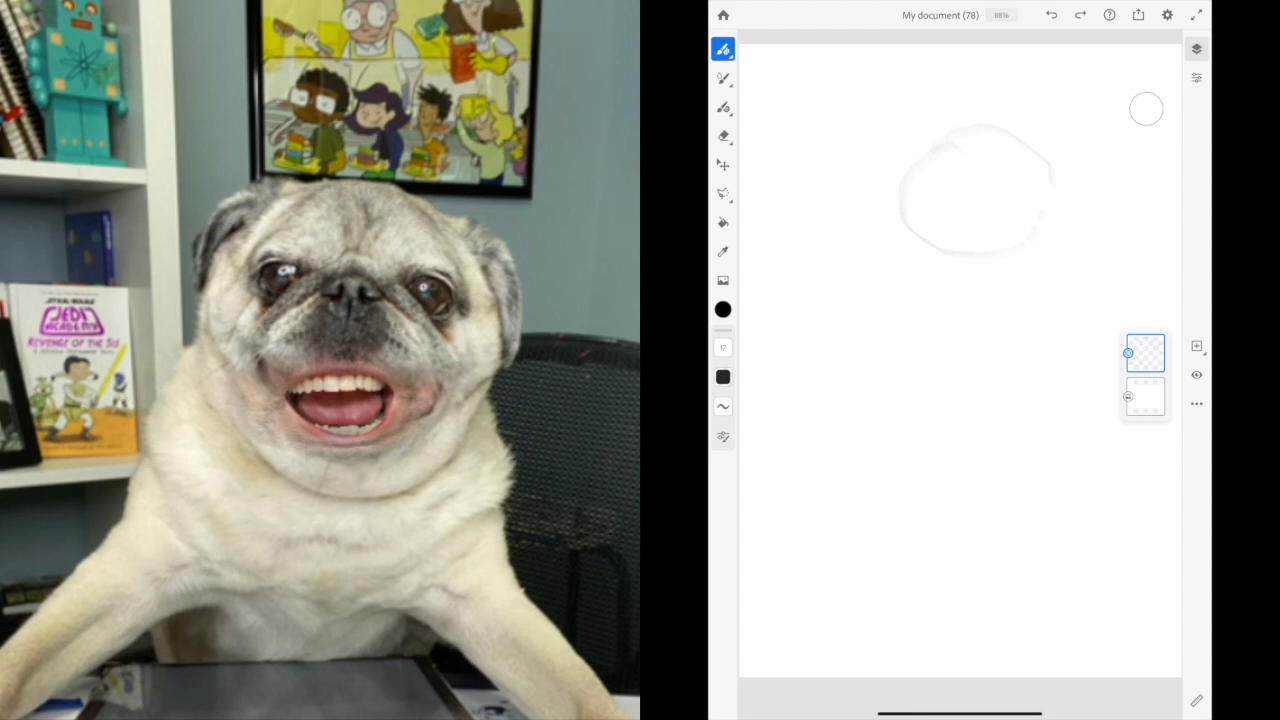 STAR WARS
JEDI
ACADEMY
REVENGE OF THE SIS
My document (78)
88%
17